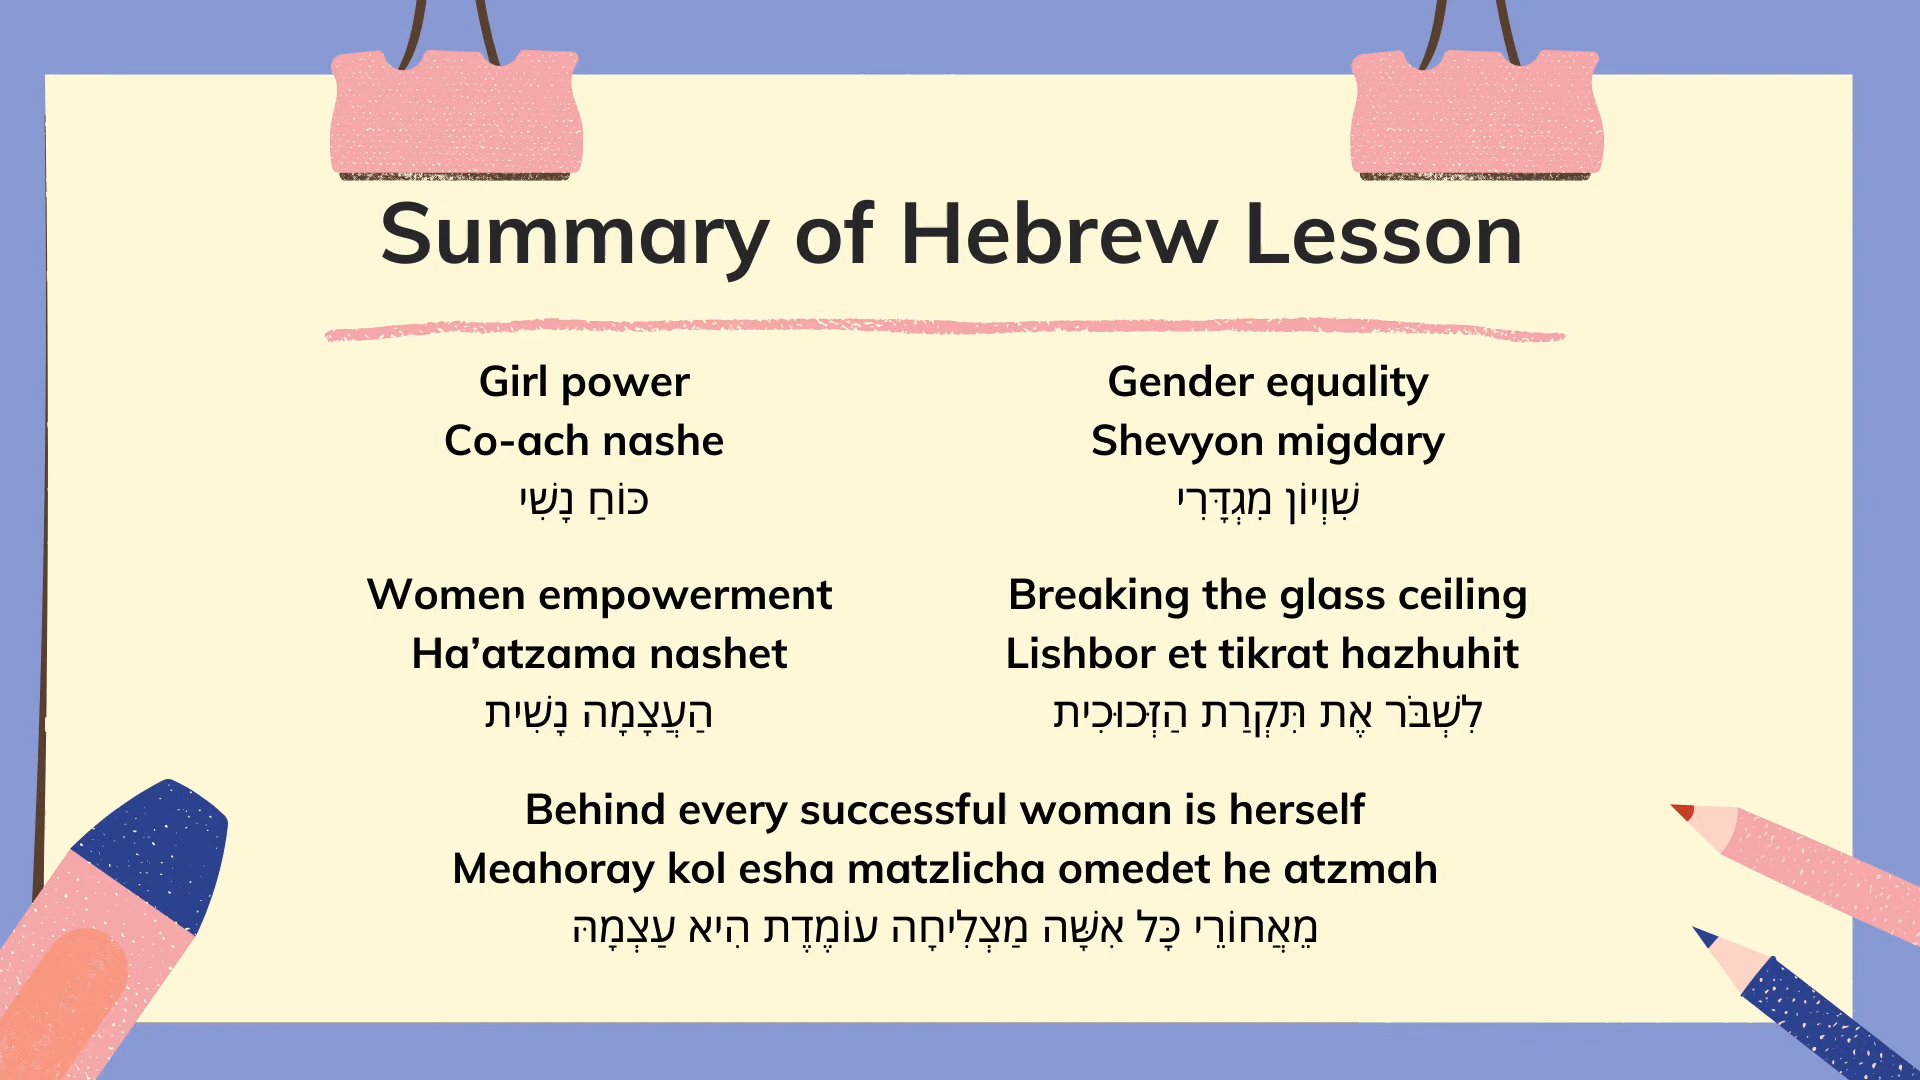 Summary of Hebrew Lesson
Girl power
Co-ach nashe
כּוֹחַ נָשִׁי
Gender equality
Shevyon migdary
שִׁוְיוֹן מִגְדָּרִי
Women empowerment
Ha’atzama nashet
הַעֲצָמָה נָשִׁית
Breaking the glass ceiling
Lishbor et tikrat hazhuhit
לִשְׁבֹּר אֶת תִּקְרַת הַזְּכוּכִית
Behind every successful woman is herself
Meahoray kol esha matzlicha omedet he atzmah
מֵאֲחוֹרֵי כָּל אִשָּׁה מַצְלִיחָה עוֹמֶדֶת הִיא עַצְמָהּ